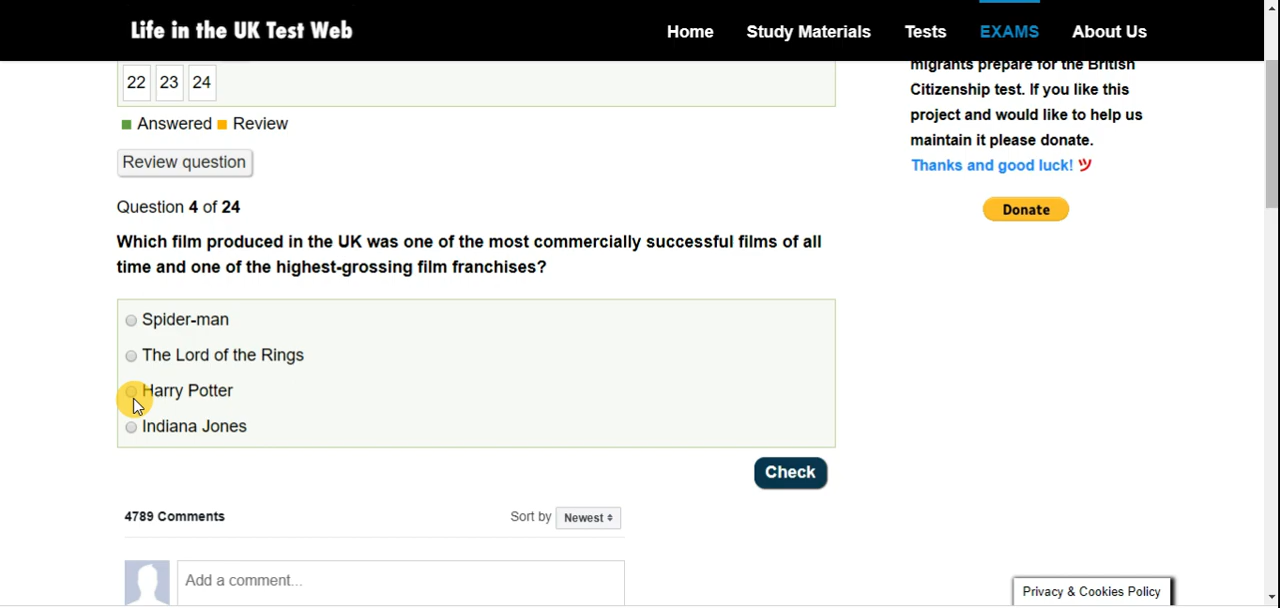 Life in the UK Test Web
Home Study Materials Tests EXAMS About Us
22 23 24
Answered Review
Review question
Question 4 of 24
Which film produced in the UK was one of the most commercially successful films of all
time and one of the highest-grossing film franchises?
Spider-man
The Lord of the Rings
Harry Potter
Indiana Jones
Check
4789 Comments
Sort by Newest
Add a comment...
migrants prepare for the British
Citizenship test. If you like this
project and would like to help us
maintain it please donate.
Thanks and good luck! ツ
Donate
Privacy & Cookies Policy